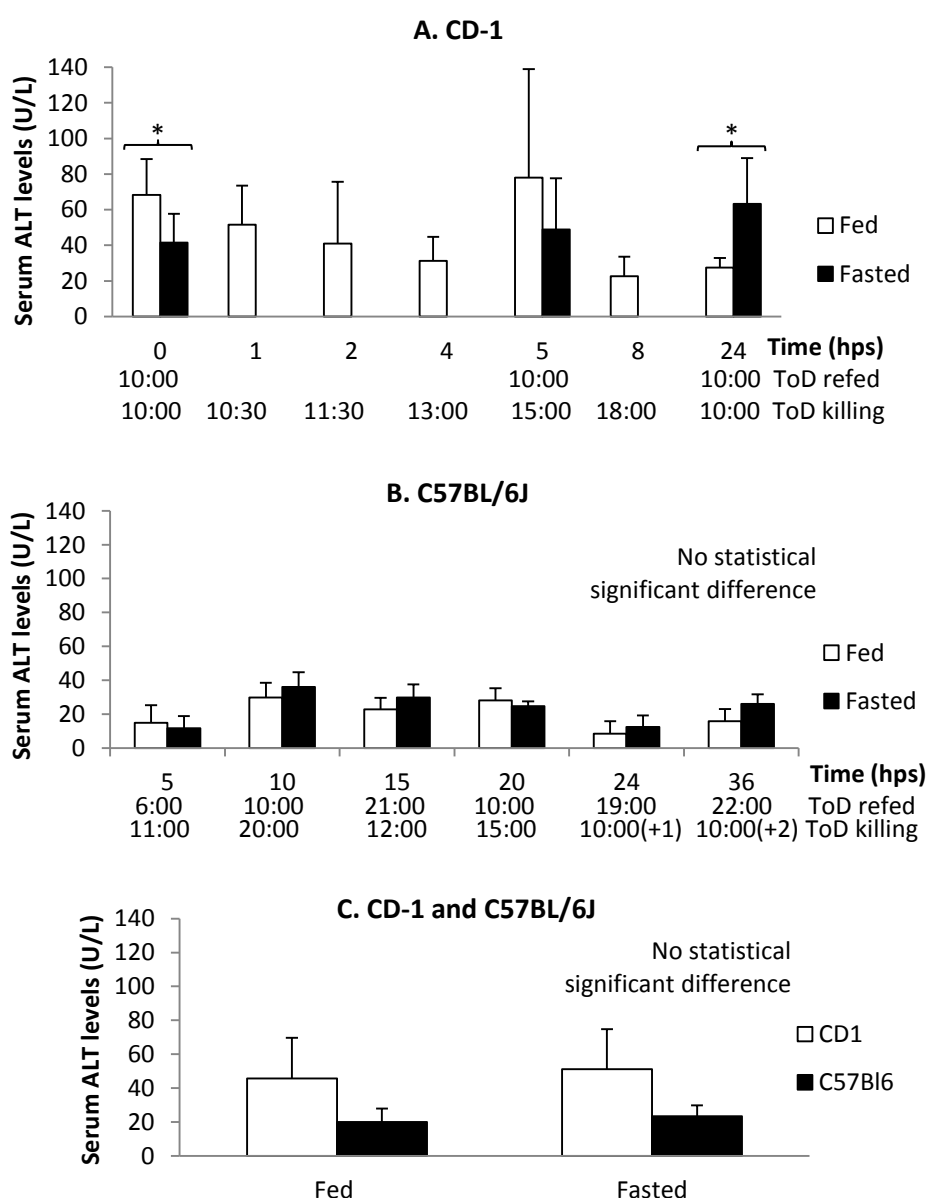 A. CD-1
Serum ALT levels (U/L)
140
120
100
80
60
40
20
0
*
*
Fed
Fasted
0 1 2 4 5 8 24 Time (hps)
10:00 10:00 10:00 ToD refed
10:00 10:30 11:30 13:00 15:00 18:00 10:00 ToD killing
B. C57BL/6J
Serum ALT levels (U/L)
140
120
100
80
60
40
20
0
No statistical
significant difference
Fed
Fasted
5 10 15 20 24 36 Time (hps)
6:00 10:00 21:00 10:00 19:00 22:00 ToD refed
11:00 20:00 12:00 15:00 10:00(+1) 10:00(+2) ToD killing
C. CD-1 and C57BL/6J
Serum ALT levels (U/L)
140
120
100
80
60
40
20
0
No statistical
significant difference
CD1
C57Bl6
Fed Fasted